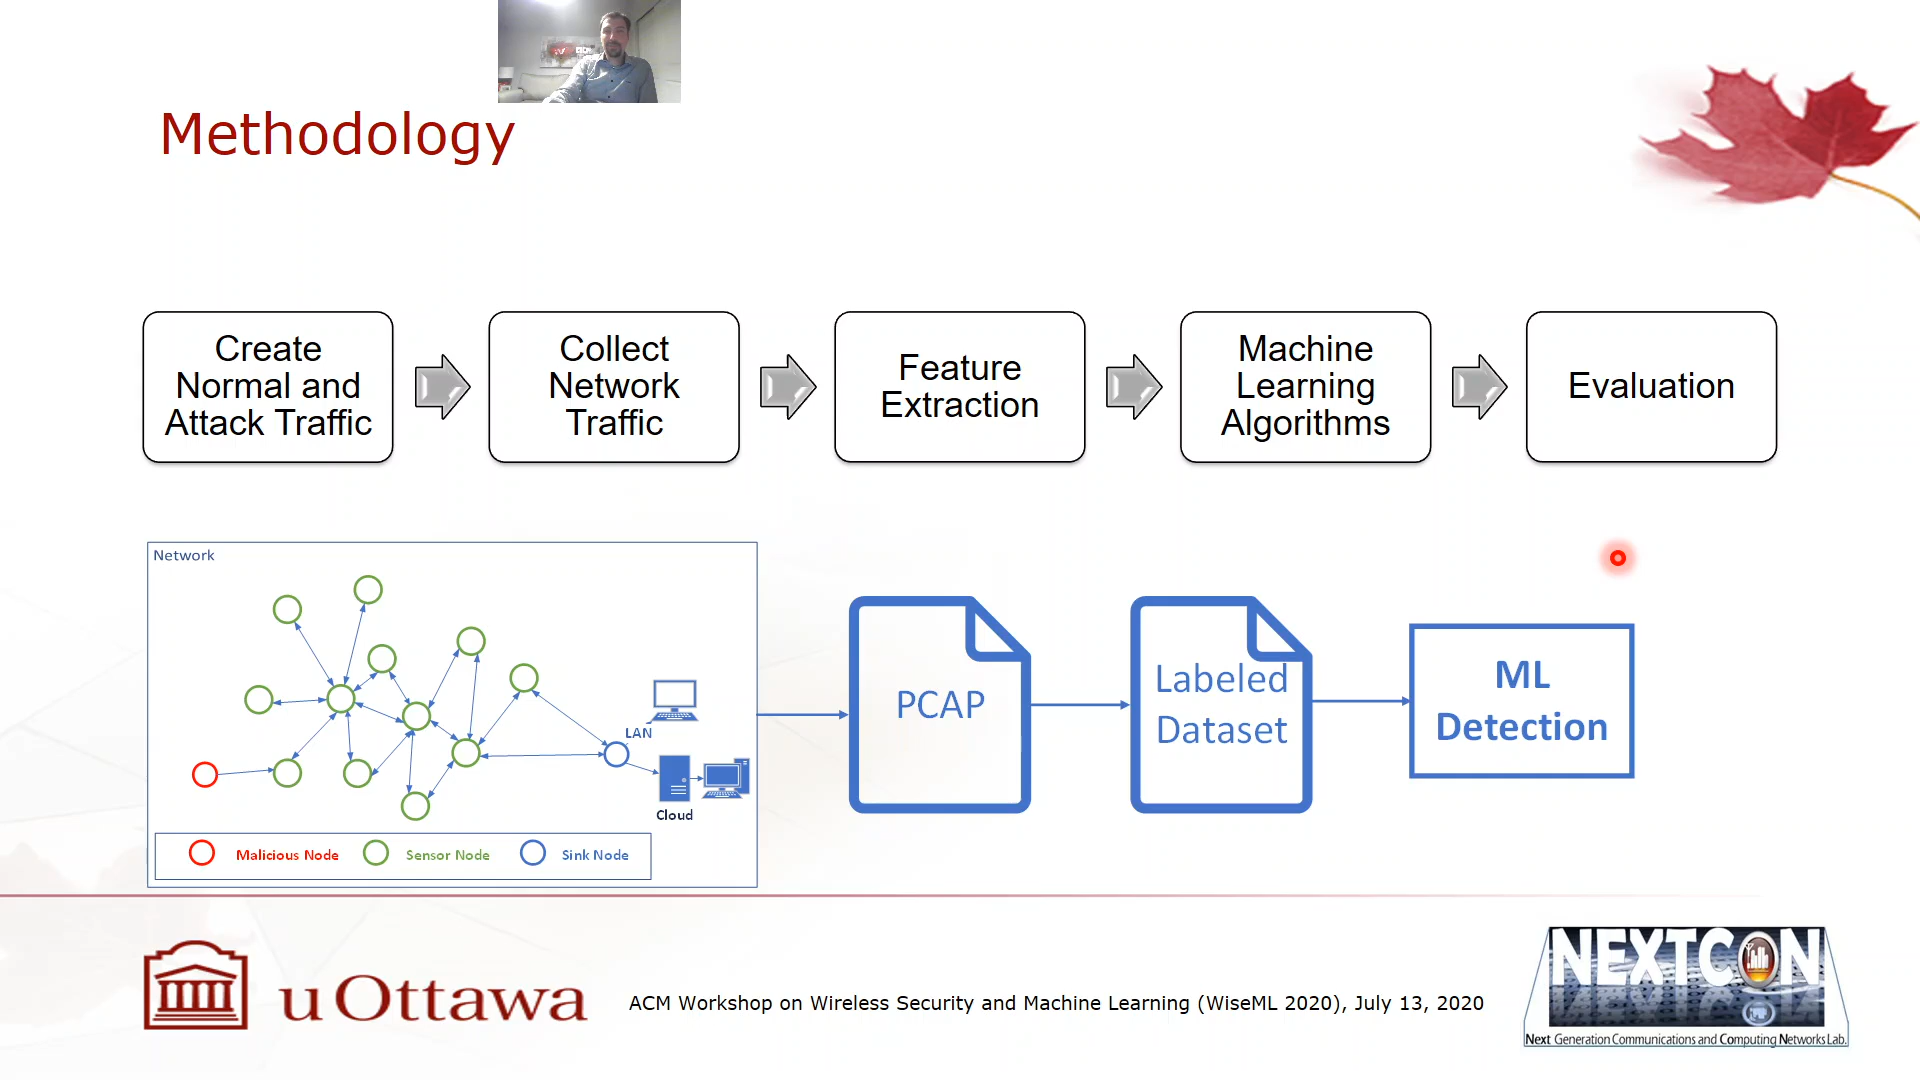 Methodology
Create
Normal and
Attack Traffic
Collect
Network
Traffic
Feature
Extraction
Machine
Learning
Algorithms
Evaluation
Network
LAN
Cloud
Malicious Node
Sensor Node
Sink Node
PCAP
Labeled
Dataset
ML
Detection
uOttawa
ACM Workshop on Wireless Security and Machine Learning (WiseML 2020), July 13, 2020
NEXTCON
Next Generation Communications and Computing Networks Lab.